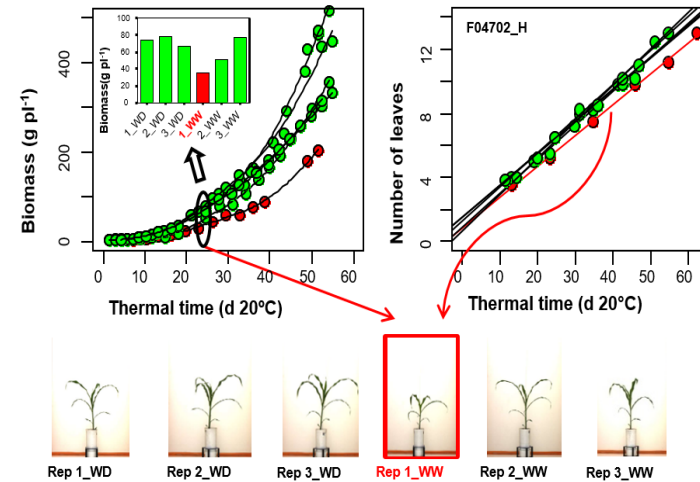 Biomass(g pl-¹)
100
80
60
40
20
0
1_WD
2_WD
3_WD
1_WW
2_WW
3_WW
Biomass (g pl-¹)
400
200
0
0 10 20 30 40 50 60
Thermal time (d 20ºC)
F04702_H
Number of leaves
12
8
4
0
0 20 40 60
Thermal time (d 20ºC)
Rep 1_WD
Rep 2_WD
Rep 3_WD
Rep 1_WW
Rep 2_WW
Rep 3_WW